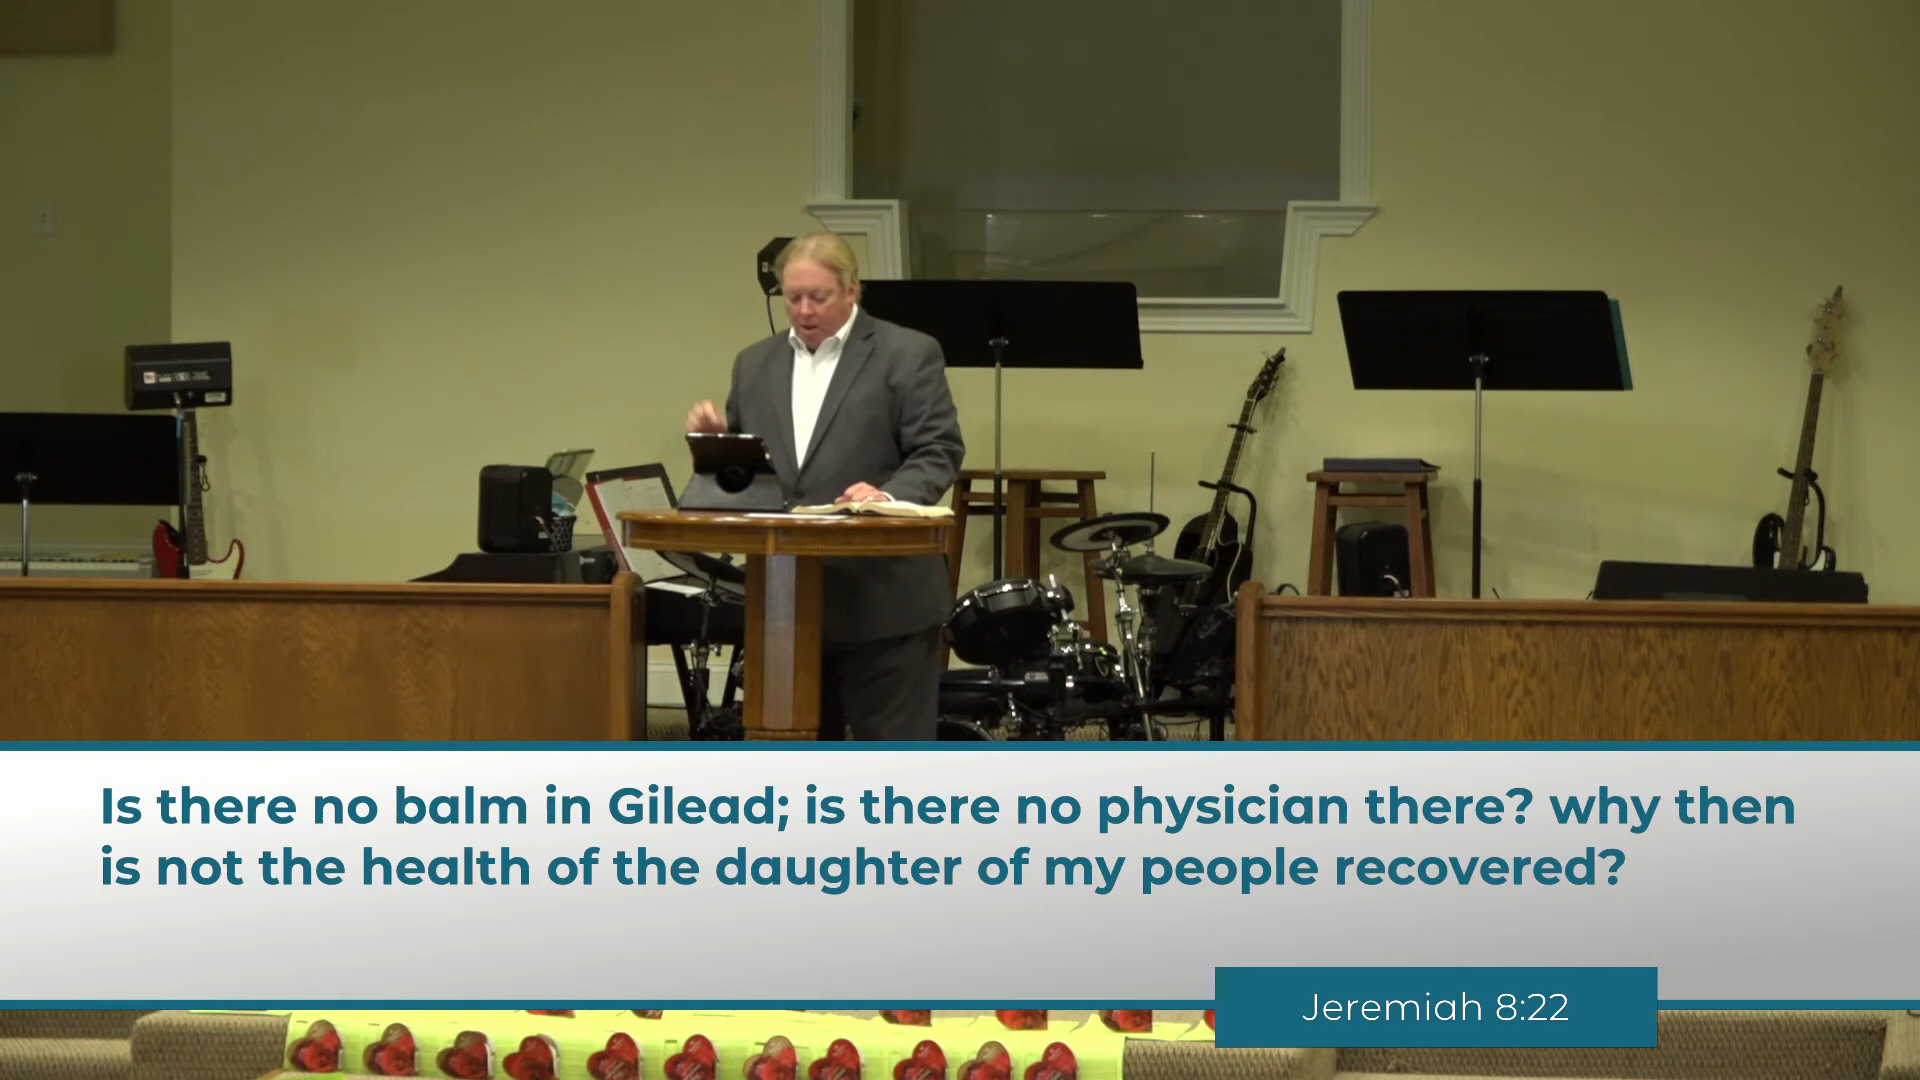 Is there no balm in Gilead; is there no physician there? why then
is not the health of the daughter of my people recovered?
Jeremiah 8:22